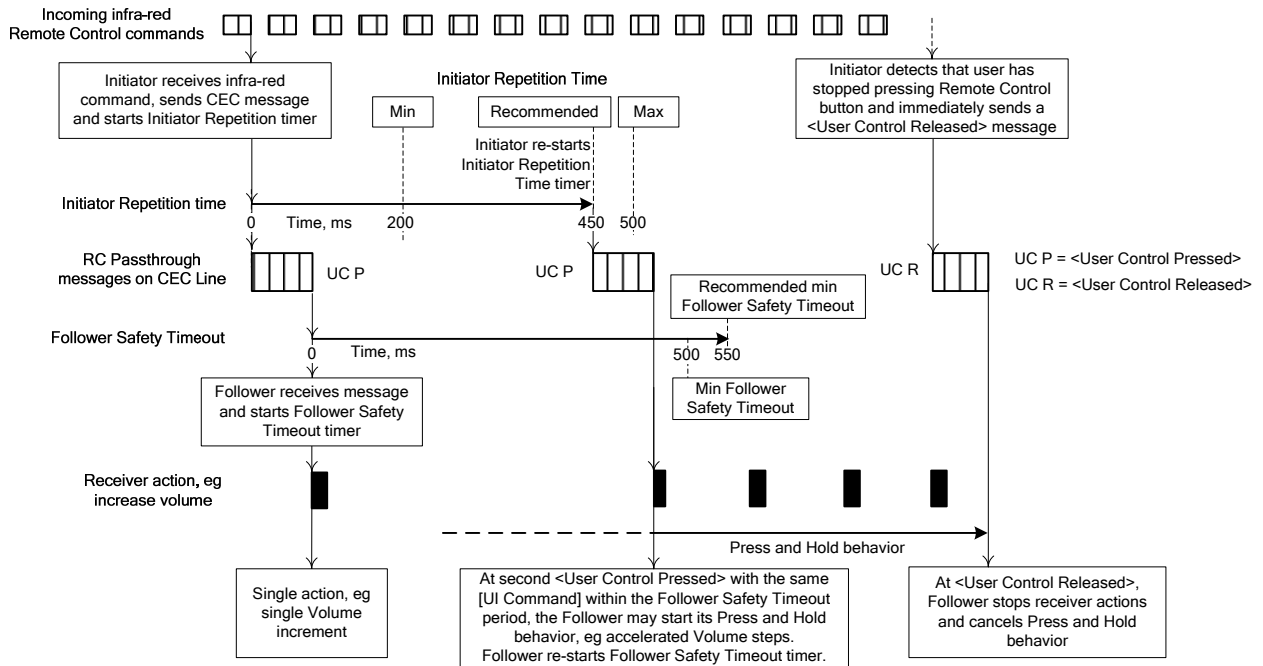 Incoming infra-red
Remote Control commands
Initiator receives infra-red
command, sends CEC message
and starts Initiator Repetition timer
Initiator Repetition Time
Min
Recommended
Max
Initiator re-starts
Initiator Repetition
Time timer
Initiator detects that user has
stopped pressing Remote Control
button and immediately sends a
<User Control Released> message
Initiator Repetition time
0
Time, ms
200
450
500
RC Passthrough
messages on CEC Line
UC P
UC P
UC R
UC P = <User Control Pressed>
UC R = <User Control Released>
Recommended min
Follower Safety Timeout
Follower Safety Timeout
0
Time, ms
500
550
Min Follower
Safety Timeout
Follower receives message
and starts Follower Safety
Timeout timer
Receiver action, eg
increase volume
Press and Hold behavior
Single action, eg
single Volume
increment
At second <User Control Pressed> with the same
[UI Command] within the Follower Safety Timeout
period, the Follower may start its Press and Hold
behavior, eg accelerated Volume steps.
Follower re-starts Follower Safety Timeout timer.
At <User Control Released>,
Follower stops receiver actions
and cancels Press and Hold
behavior